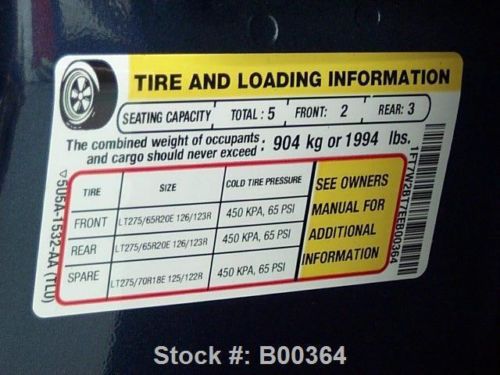 TIRE AND LOADING INFORMATION
SEATING CAPACITY TOTAL: 5 FRONT: 2 REAR: 3
The combined weight of occupants : 904 kg or 1994 lbs.
and cargo should never exceed
TIRE SIZE COLD TIRE PRESSURE
FRONT LT275/65R20E 126/123R 450 KPA, 65 PSI
REAR LT275/65R20E 126/123R 450 KPA, 65 PSI
SPARE LT275/70R18E 125/122R 450 KPA, 65 PSI
SEE OWNERS
MANUAL FOR
ADDITIONAL
INFORMATION
5U5A-1532-AA (TLU)
1FT7W2BT7EEB00364
Stock #: B00364